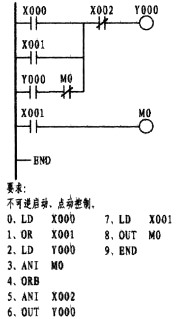 X000 X002 Y000
X001
Y000 M0
X001 M0
END
要求:
不可逆启动、点动控制。
0、LD X000 7、LD X001
1、OR X001 8、OUT M0
2、LD Y000 9、END
3、ANI M0
4、ORB
5、ANI X002
6、OUT Y000